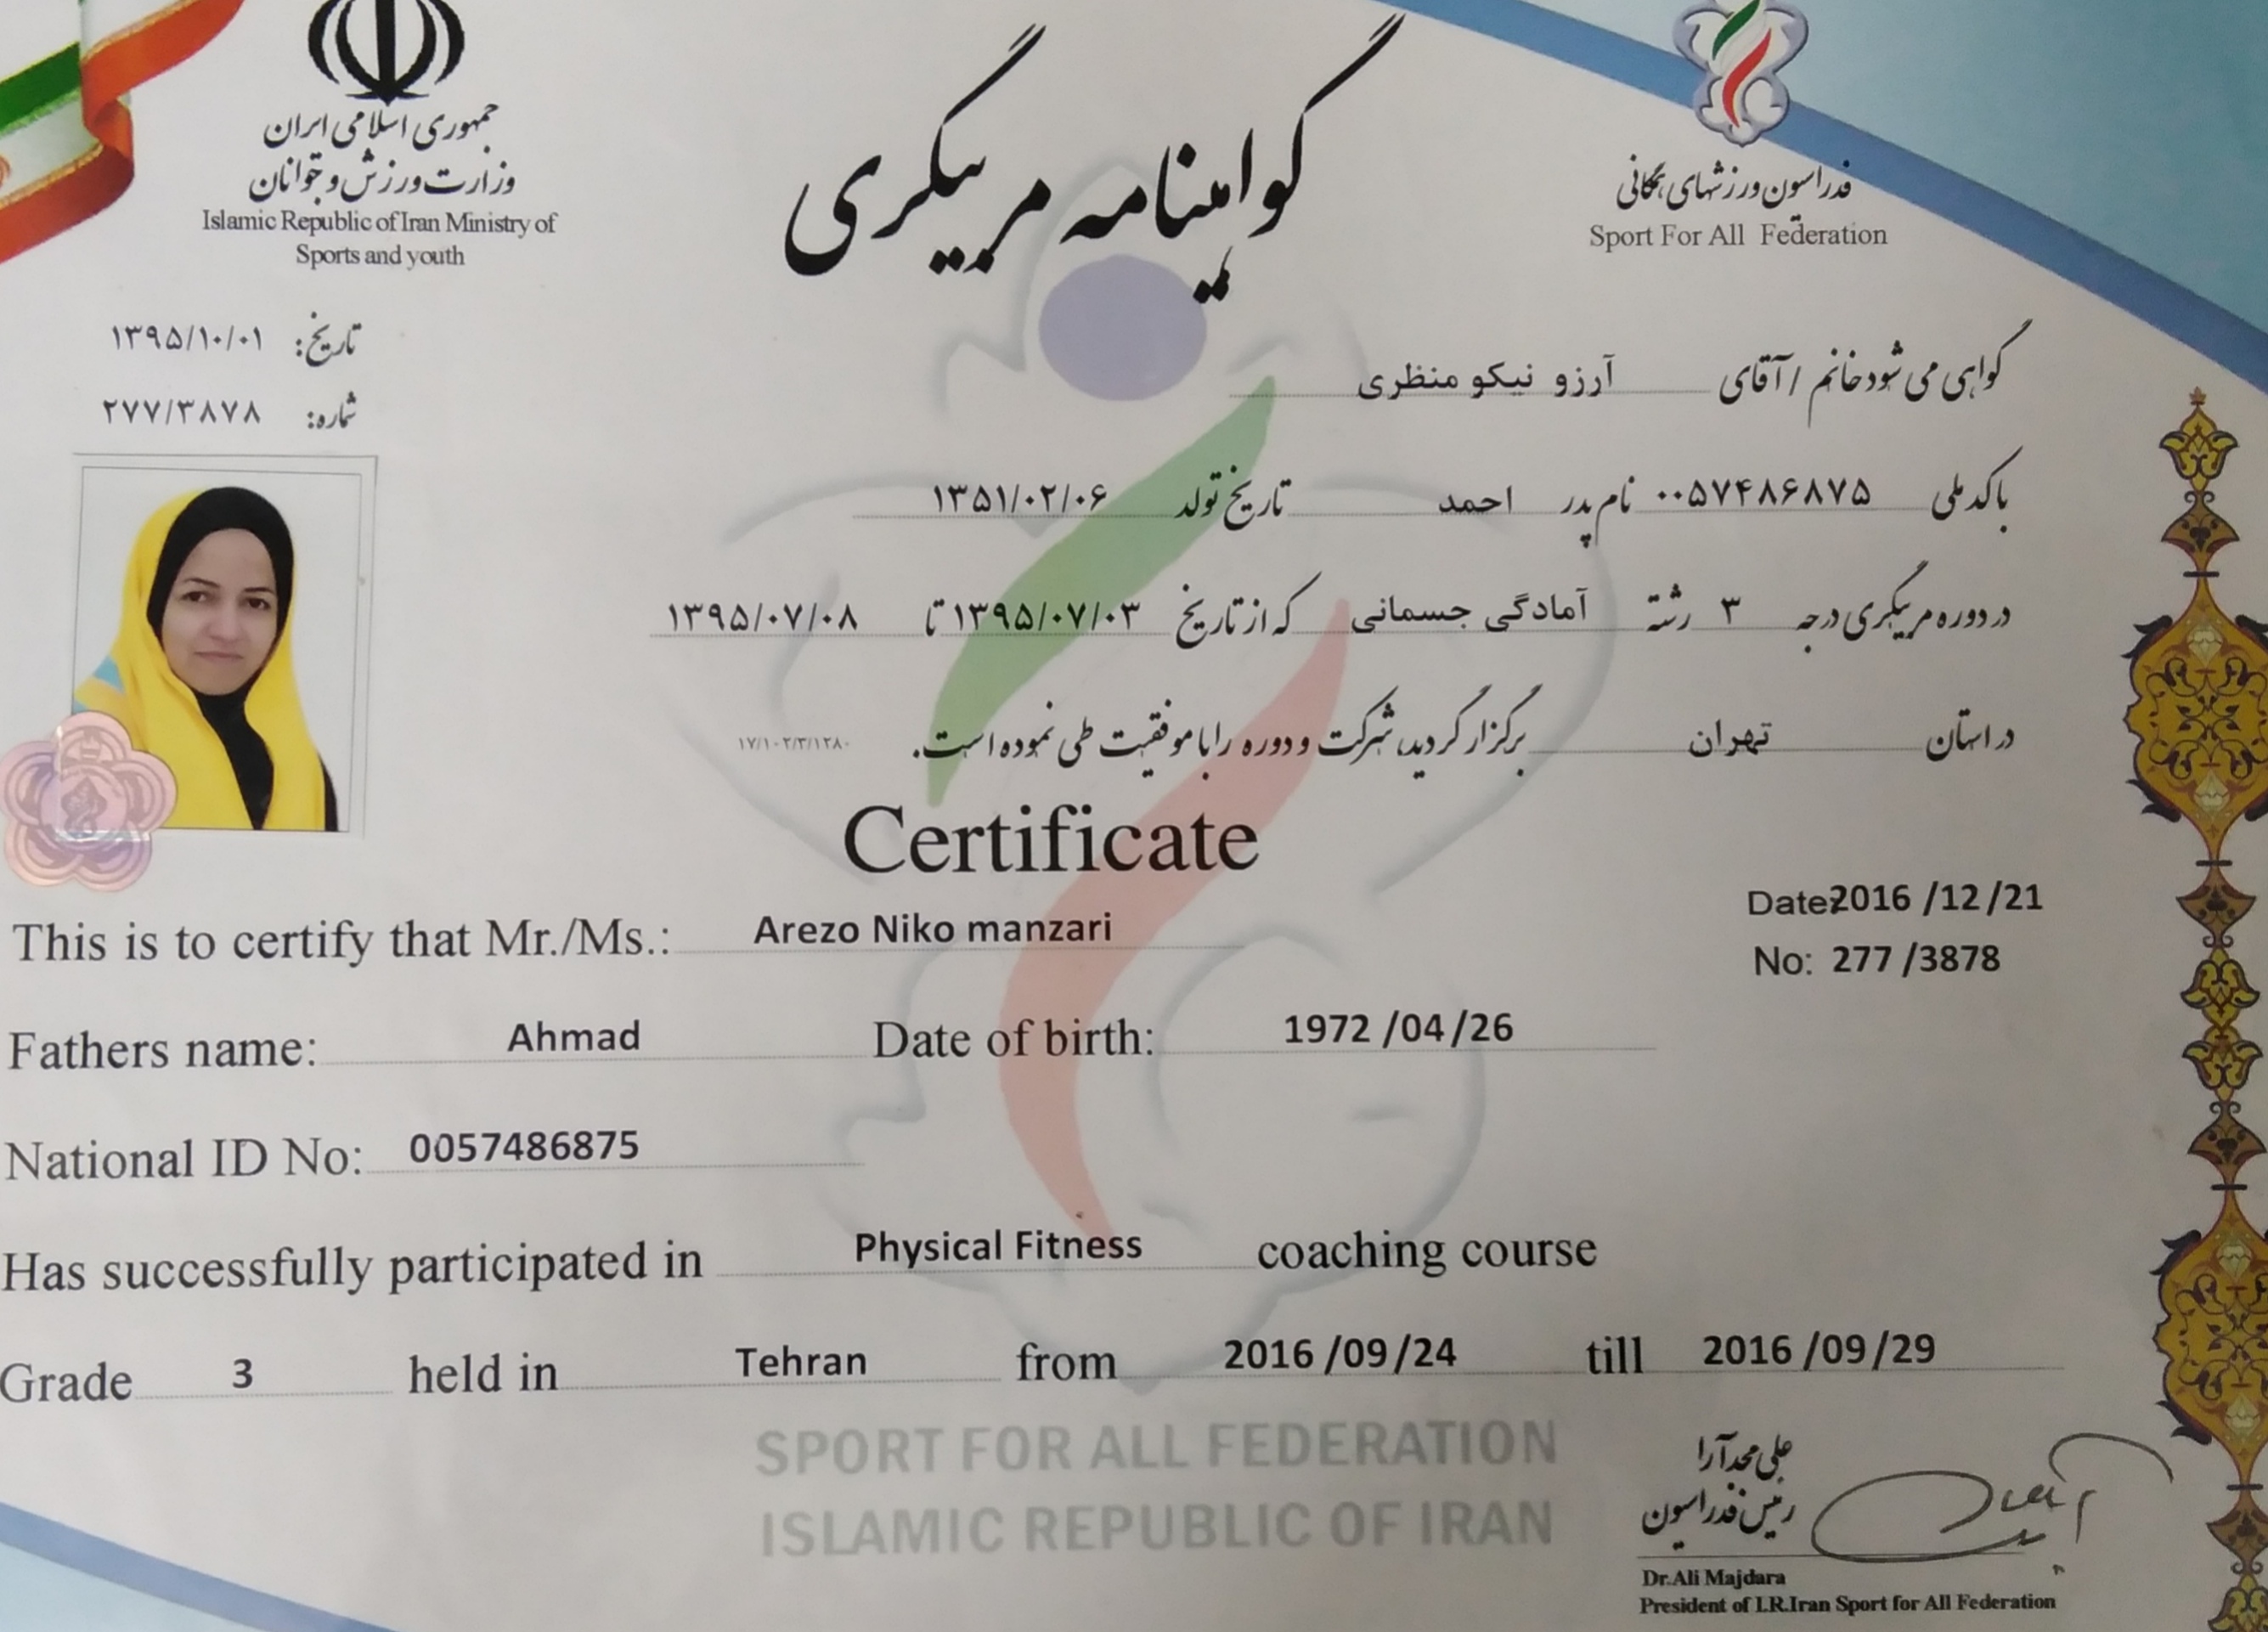 جمهوری اسلامی ایران
وزارت ورزش و جوانان
Islamic Republic of Iran Ministry of
Sports and youth
گواهینامه مربیگری
فدراسیون ورزشهای همگانی
Sport For All Federation
تاریخ: ۱۳۹۵/۱۰/۰۱
شماره: ۲۷۷/۳۸۷۸
گواهی می شود خانم / آقای آرزو نیکو منظری
با کد ملی ۰۰۵۷۴۸۶۸۷۵ نام پدر احمد تاریخ تولد ۱۳۵۱/۰۲/۰۶
در دوره مربیگری درجه ۳ رشته آمادگی جسمانی که از تاریخ ۱۳۹۵/۰۷/۰۳ تا ۱۳۹۵/۰۷/۰۸
در استان تهران برگزار گردید، شرکت و دوره را با موفقیت طی نموده است.
Certificate
Date: 2016 /12 /21
No: 277 /3878
This is to certify that Mr./Ms.: Arezo Niko manzari
Fathers name: Ahmad Date of birth: 1972 /04 /26
National ID No: 0057486875
Has successfully participated in Physical Fitness coaching course
Grade 3 held in Tehran from 2016 /09 /24 till 2016 /09 /29
SPORT FOR ALL FEDERATION
ISLAMIC REPUBLIC OF IRAN
علی مجدآرا
رئیس فدراسیون
Dr.Ali Majdara
President of I.R.Iran Sport for All Federation